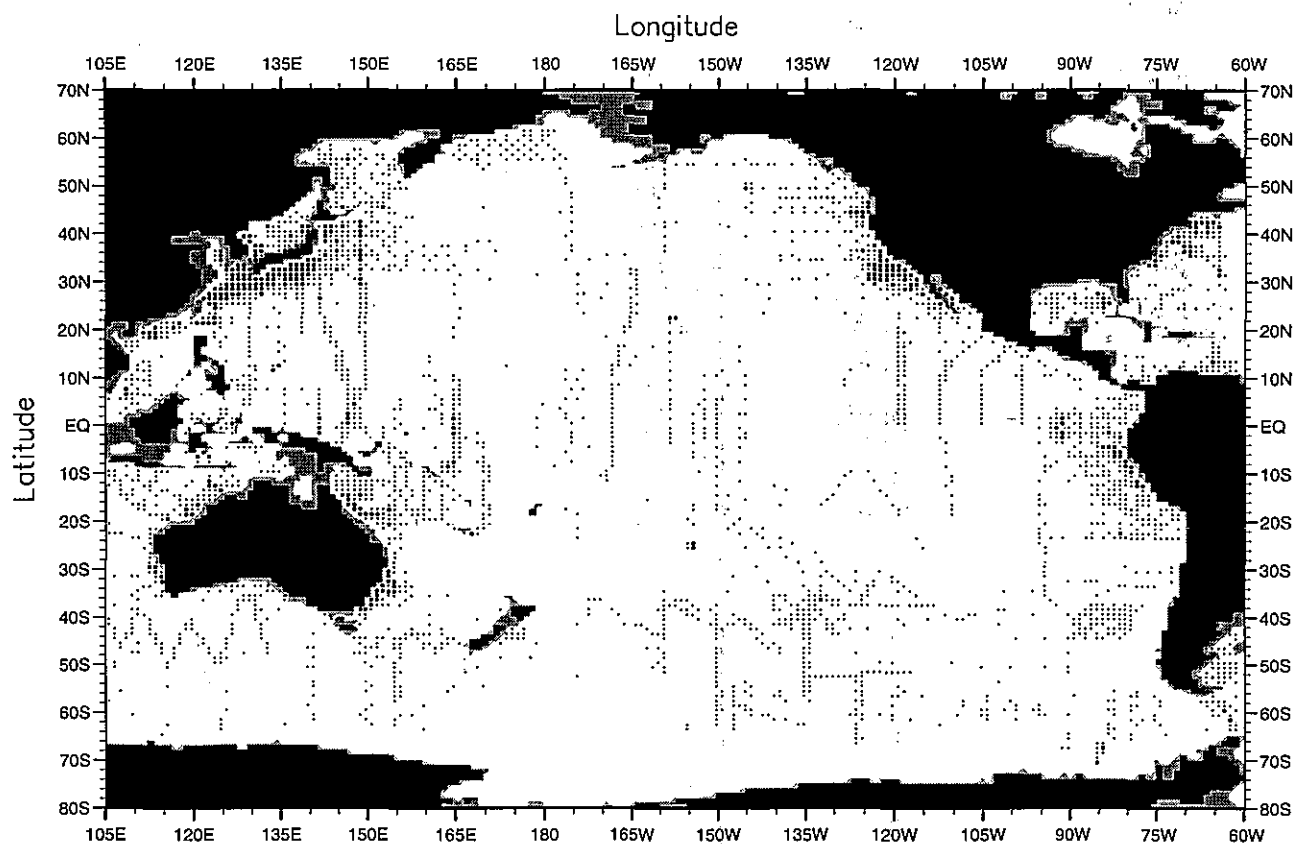 Longitude
105E 120E 135E 150E 165E 180 165W 150W 135W 120W 105W 90W 75W 60W
70N 70N
60N 60N
50N 50N
40N 40N
30N 30N
20N 20N
10N 10N
Latitude
EQ EQ
10S 10S
20S 20S
30S 30S
40S 40S
50S 50S
60S 60S
70S 70S
80S 80S
105E 120E 135E 150E 165E 180 165W 150W 135W 120W 105W 90W 75W 60W